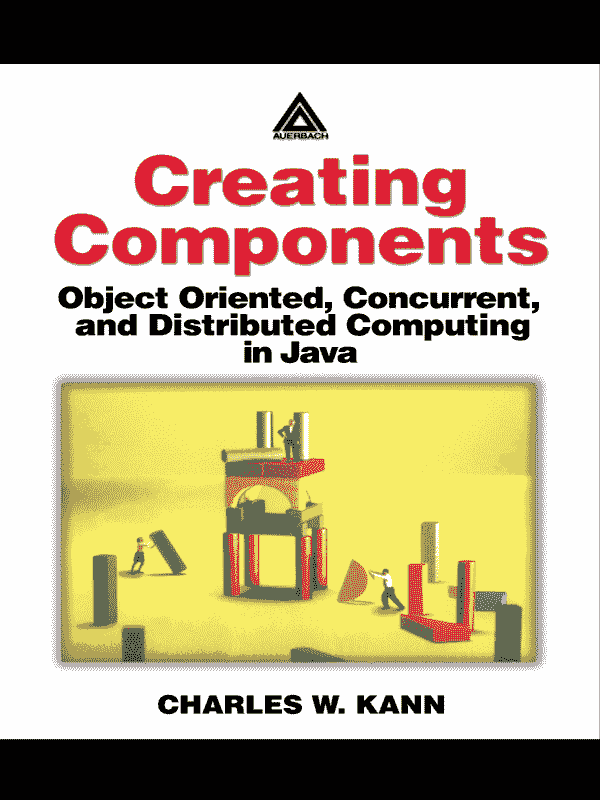 AUERBACH
Creating
Components
Object Oriented, Concurrent,
and Distributed Computing
in Java
CHARLES W. KANN